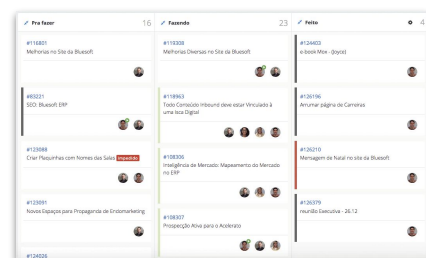 Pra fazer 16
#116801
Melhorias no Site da Bluesoft
#83221
SEO: Bluesoft ERP
#123088
Criar Plaquinhas com Nomes das Salas Impedido
#123091
Novos Espaços para Propaganda de Endomarketing
#124026
Fazendo 23
#119308
Melhorias Diversas no Site da Bluesoft
#118963
Todo Conteúdo Inbound deve estar Vinculado à
uma Isca Digital
#108306
Inteligência de Mercado: Mapeamento do Mercado
no ERP
#108307
Prospecção Ativa para o Acelerato
Feito 4
#124403
e-book Mov - (Joyce)
#126196
Arrumar página de Carreiras
#126210
Mensagem de Natal no site da Bluesoft
#126379
reunião Executiva - 26.12